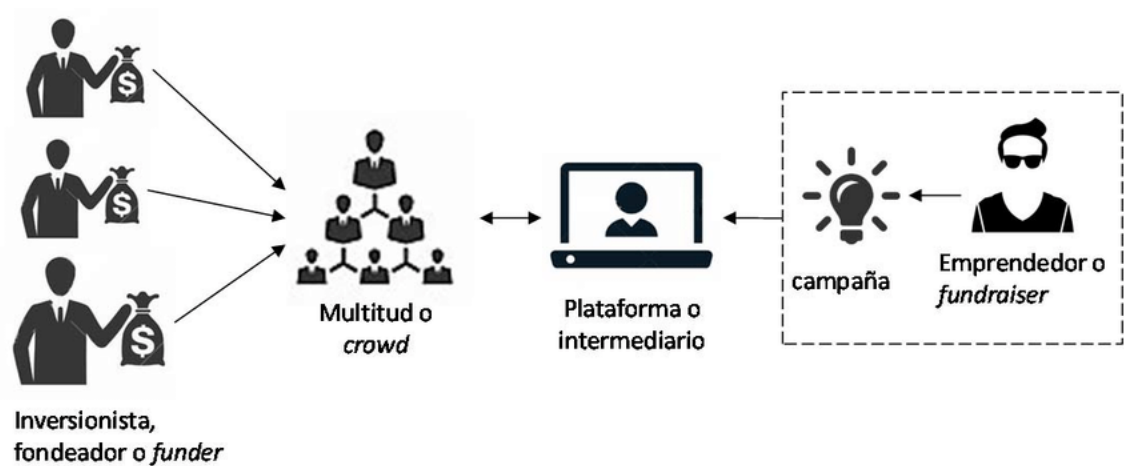 $
$
$
Inversionista,
fondeador o funder
Multitud o
crowd
Plataforma o
intermediario
campaña
Emprendedor o
fundraiser